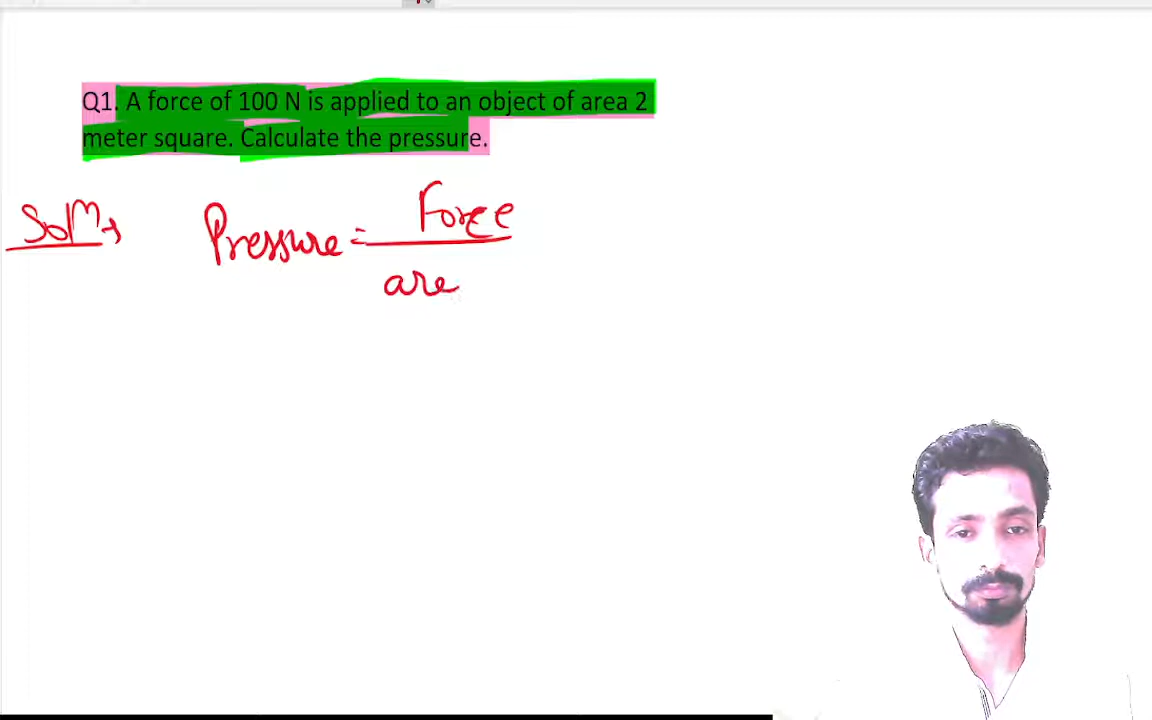 Q1. A force of 100 N is applied to an object of area 2
meter square. Calculate the pressure.
Soln
Pressure = Force
are